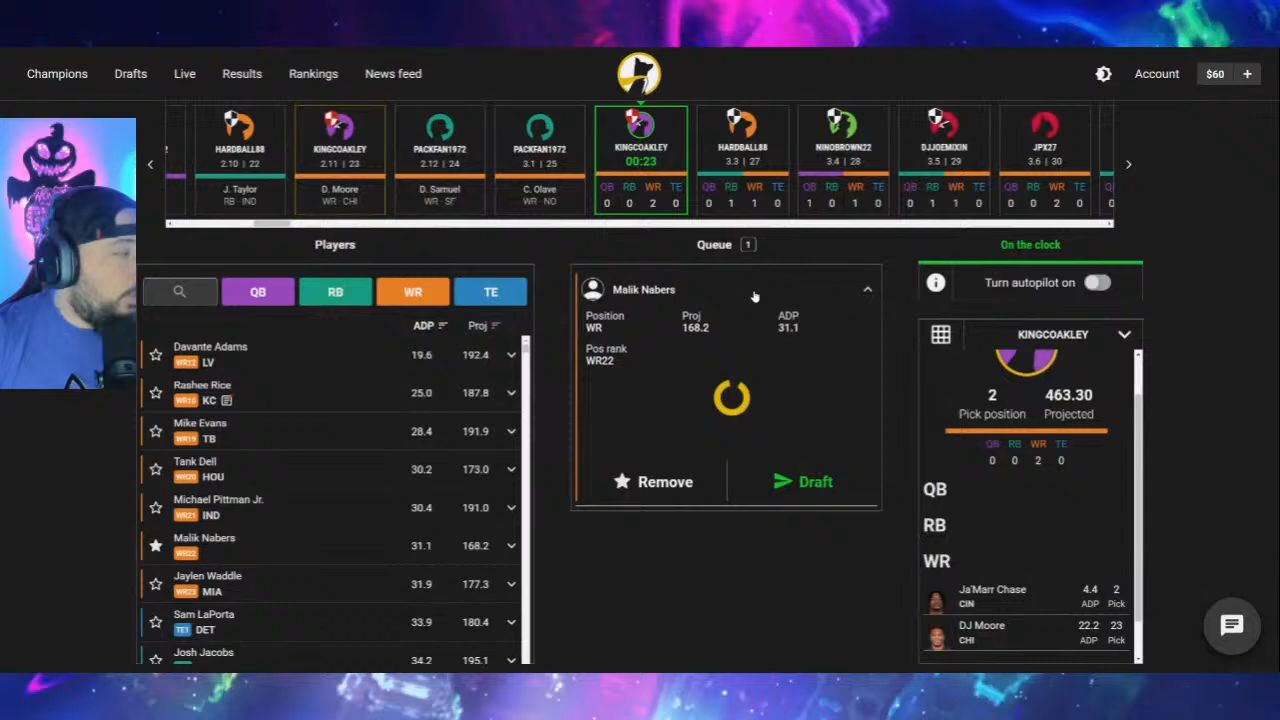 Champions Drafts Live Results Rankings News feed Account $60 +
HARDBALL88 KINGCOAKLEY PACKFAN1972 PACKFAN1972 KINGCOAKLEY HARDBALL88 NINOBROWN22 DJJOEMIXIN JPX27
2.10 | 22 2.11 | 23 2.12 | 24 3.1 | 25 00:23 3.3 | 27 3.4 | 28 3.5 | 29 3.6 | 30
J. Taylor D. Moore D. Samuel C. Olave QB RB WR TE QB RB WR TE QB RB WR TE QB RB WR TE QB RB WR TE
RB - IND WR - CHI WR - SF WR - NO 0 0 2 0 0 1 1 0 1 0 1 0 0 1 1 0 0 0 2 0
Players
QB RB WR TE
ADP Proj
Davante Adams
WR12 LV 19.6 192.4
Rashee Rice
KC 25.0 187.8
Mike Evans
WR19 TB 28.4 191.9
Tank Dell
WR20 HOU 30.2 173.0
Michael Pittman Jr.
WR21 IND 30.4 191.0
Malik Nabers
WR22 31.1 168.2
Jaylen Waddle
WR23 MIA 31.9 177.3
Sam LaPorta
TE1 DET 33.9 180.4
Josh Jacobs
34.2 195.1
Queue 1
Malik Nabers
Position Proj ADP
WR 168.2 31.1
Pos rank
WR22
Remove Draft
On the clock
Turn autopilot on
KINGCOAKLEY
2 463.30
Pick position Projected
QB RB WR TE
0 0 2 0
QB
RB
WR
Ja'Marr Chase 4.4 2
CIN ADP Pick
DJ Moore 22.2 23
CHI ADP Pick